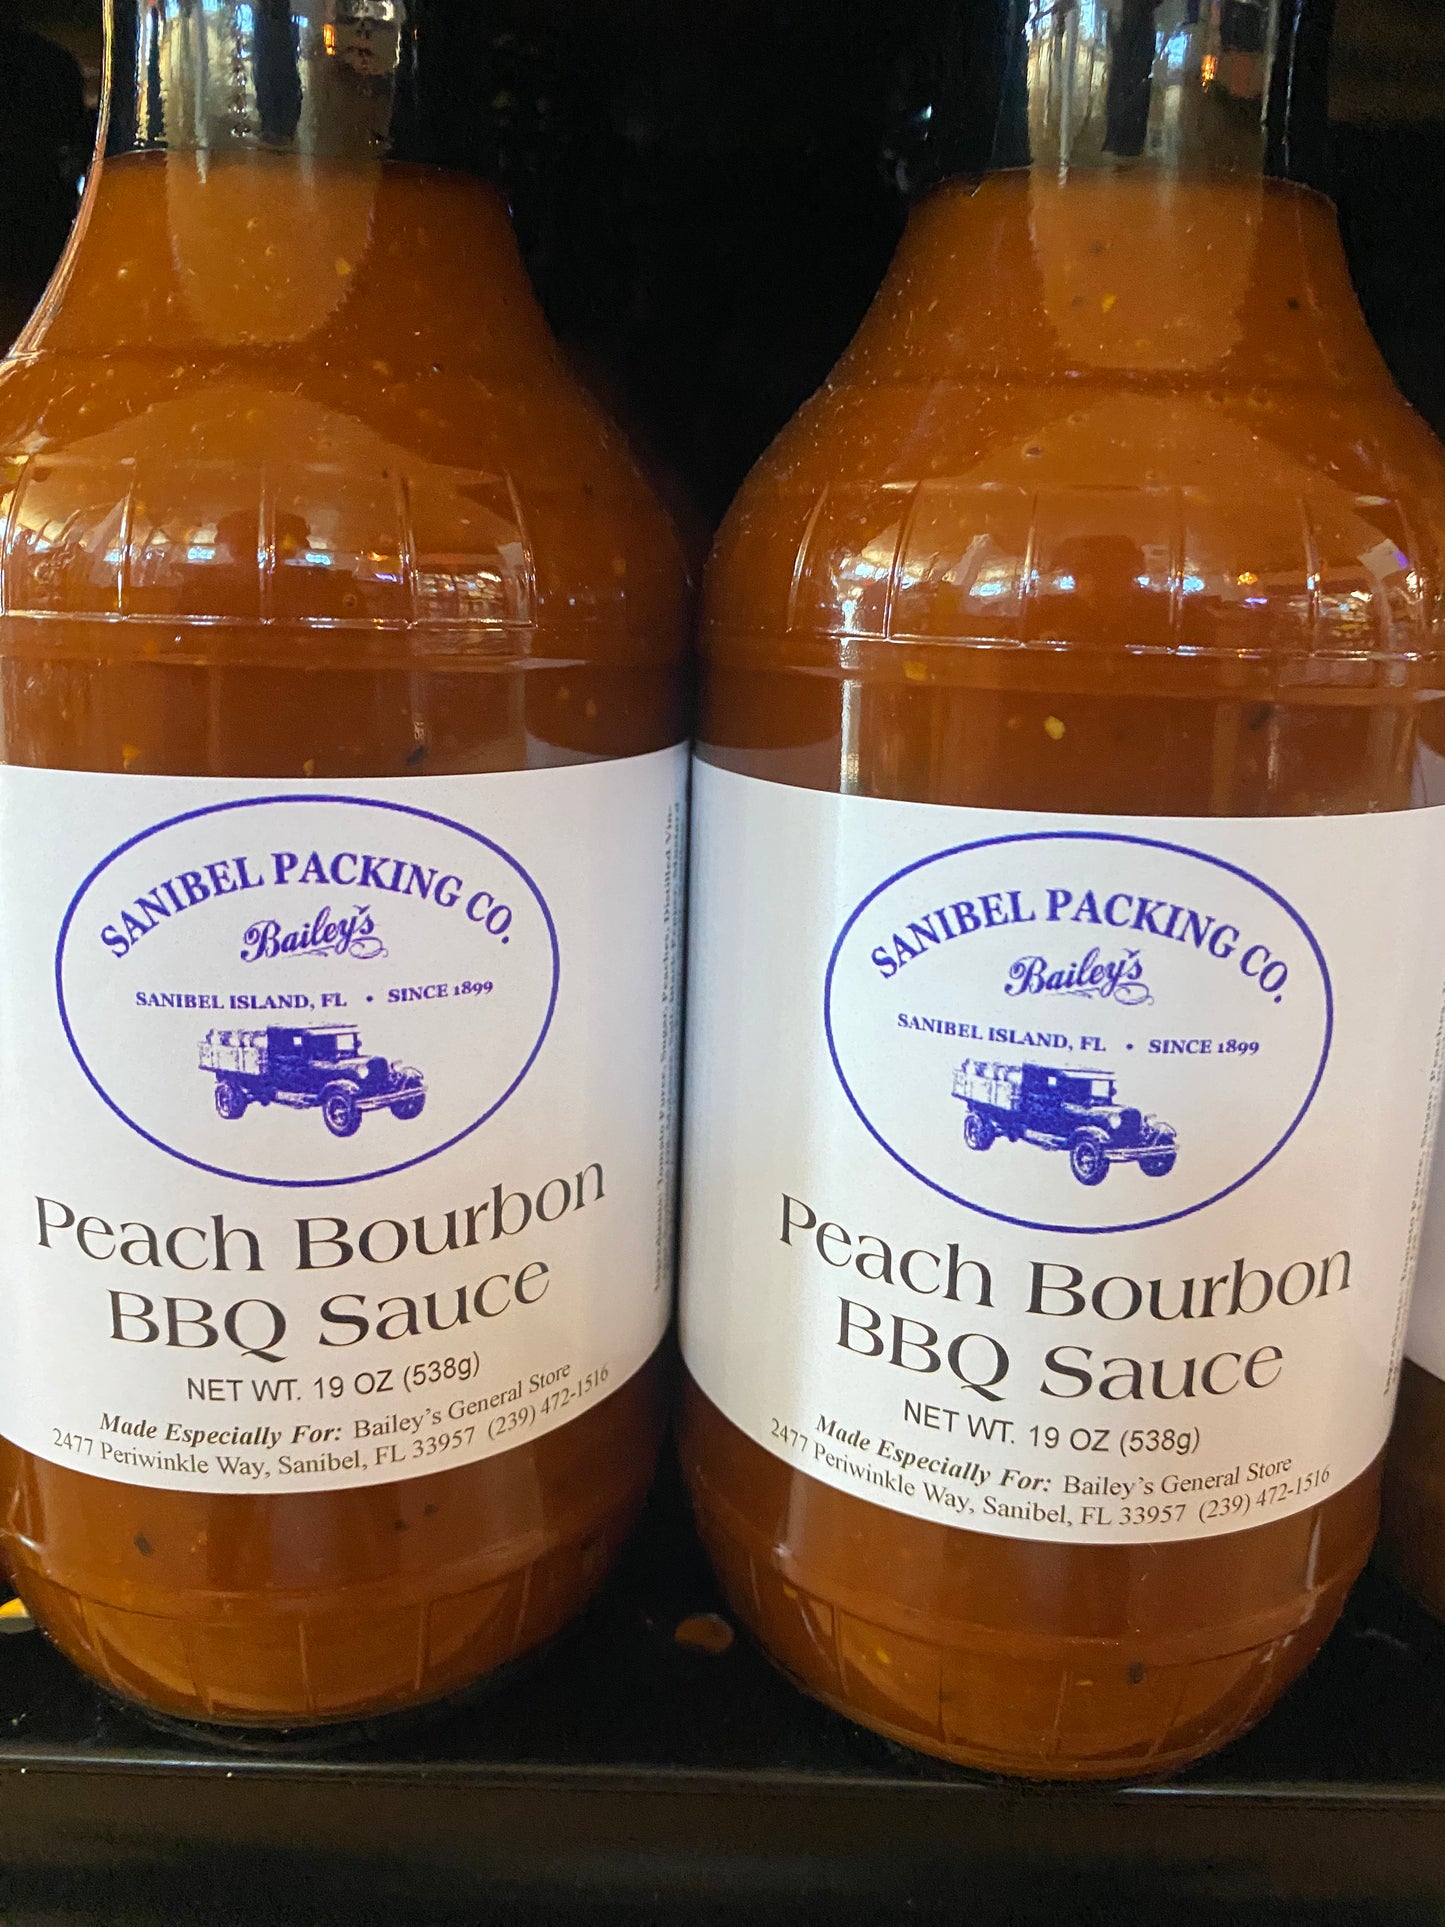 SANIBEL PACKING CO.
Bailey's
SANIBEL ISLAND, FL • SINCE 1899
Peach Bourbon
BBQ Sauce
NET WT. 19 OZ (538g)
Made Especially For: Bailey's General Store
2477 Periwinkle Way, Sanibel, FL 33957 (239) 472-1516
SANIBEL PACKING CO.
Bailey's
SANIBEL ISLAND, FL • SINCE 1899
Peach Bourbon
BBQ Sauce
NET WT. 19 OZ (538g)
Made Especially For: Bailey's General Store
2477 Periwinkle Way, Sanibel, FL 33957 (239) 472-1516